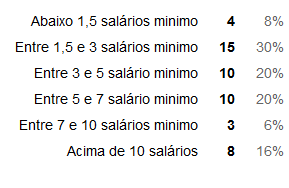 Abaixo 1,5 salários minimo 4 8%
Entre 1,5 e 3 salários minimo 15 30%
Entre 3 e 5 salário minimo 10 20%
Entre 5 e 7 salário minimo 10 20%
Entre 7 e 10 salários minimo 3 6%
Acima de 10 salários 8 16%